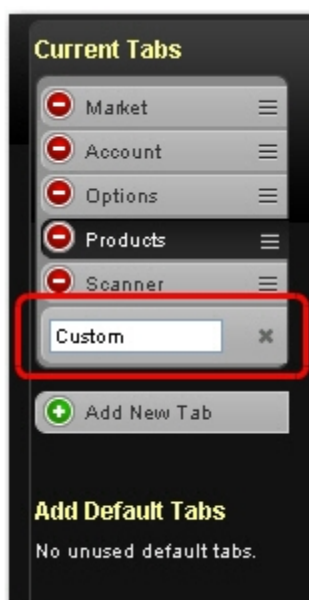 Current Tabs
Market
Account
Options
Products
Scanner
Custom
Add New Tab
Add Default Tabs
No unused default tabs.